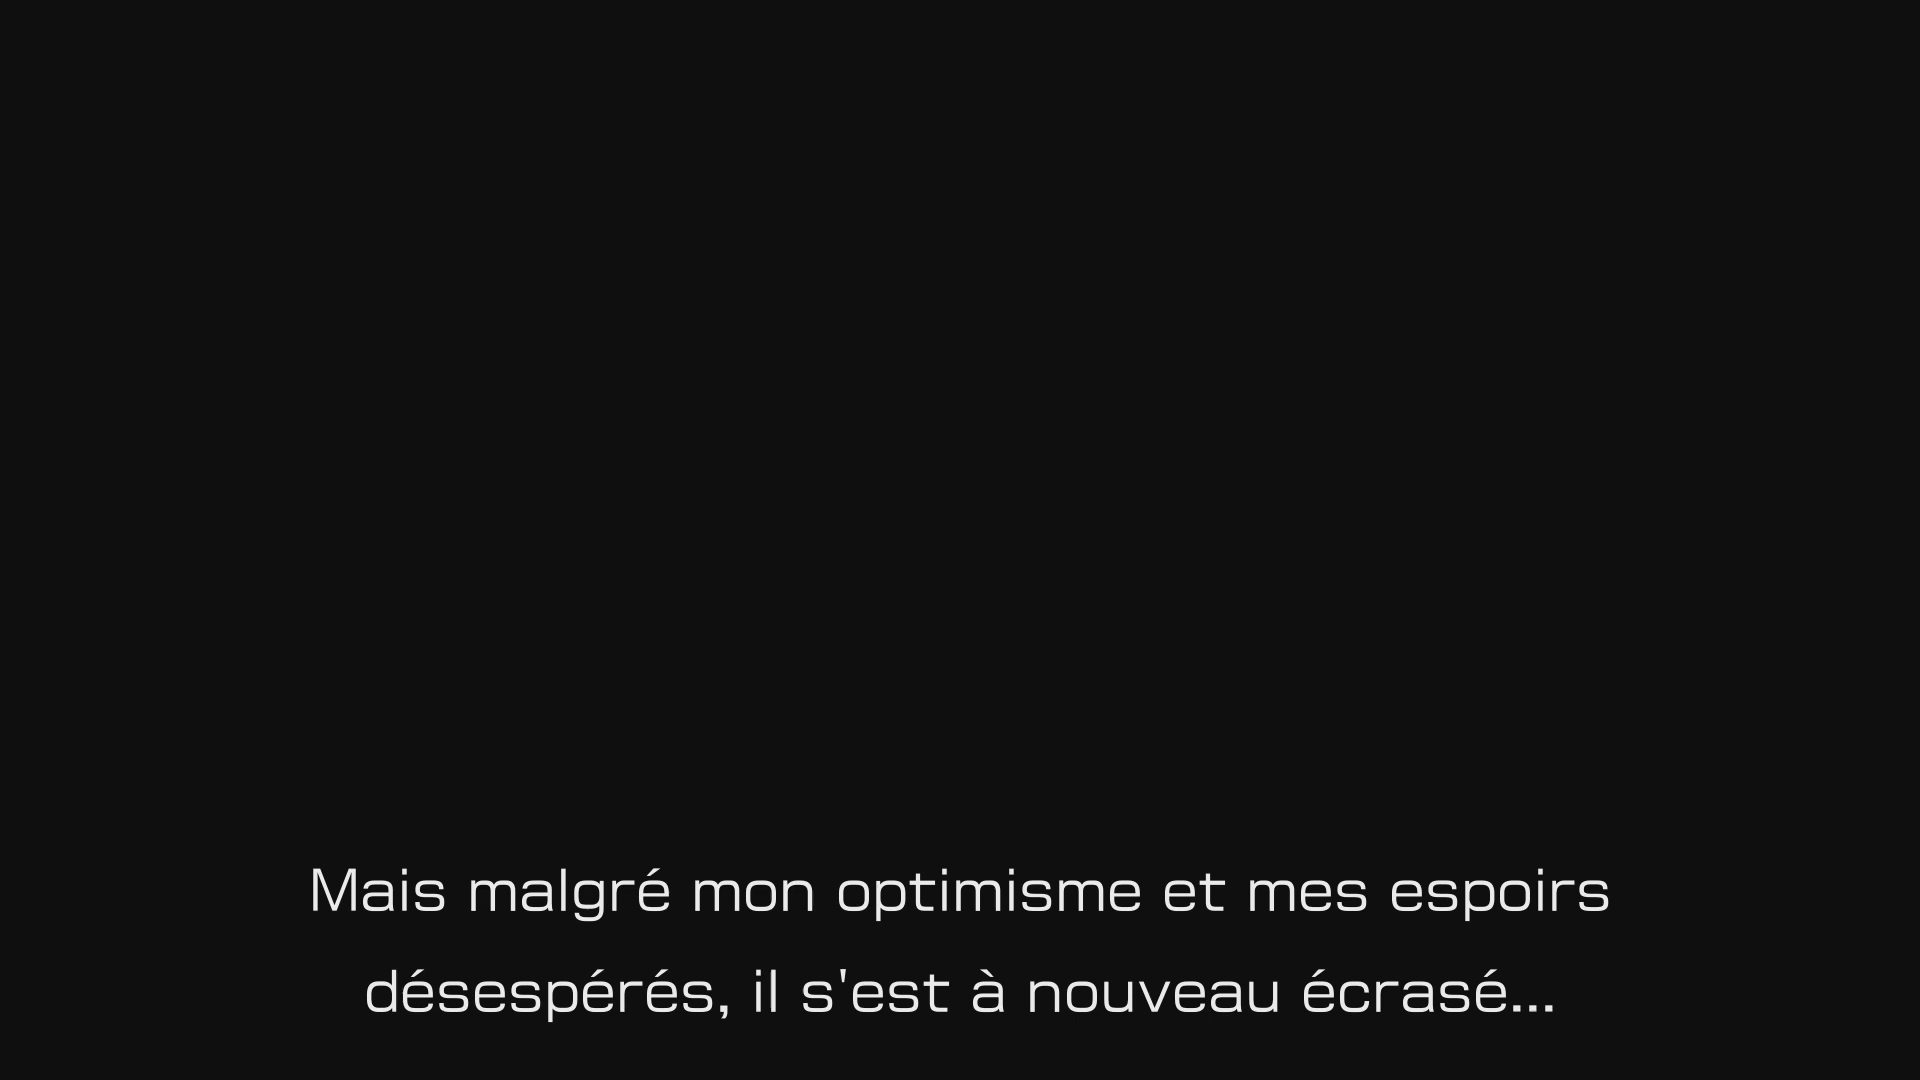 Mais malgré mon optimisme et mes espoirs
désespérés, il s'est à nouveau écrasé...